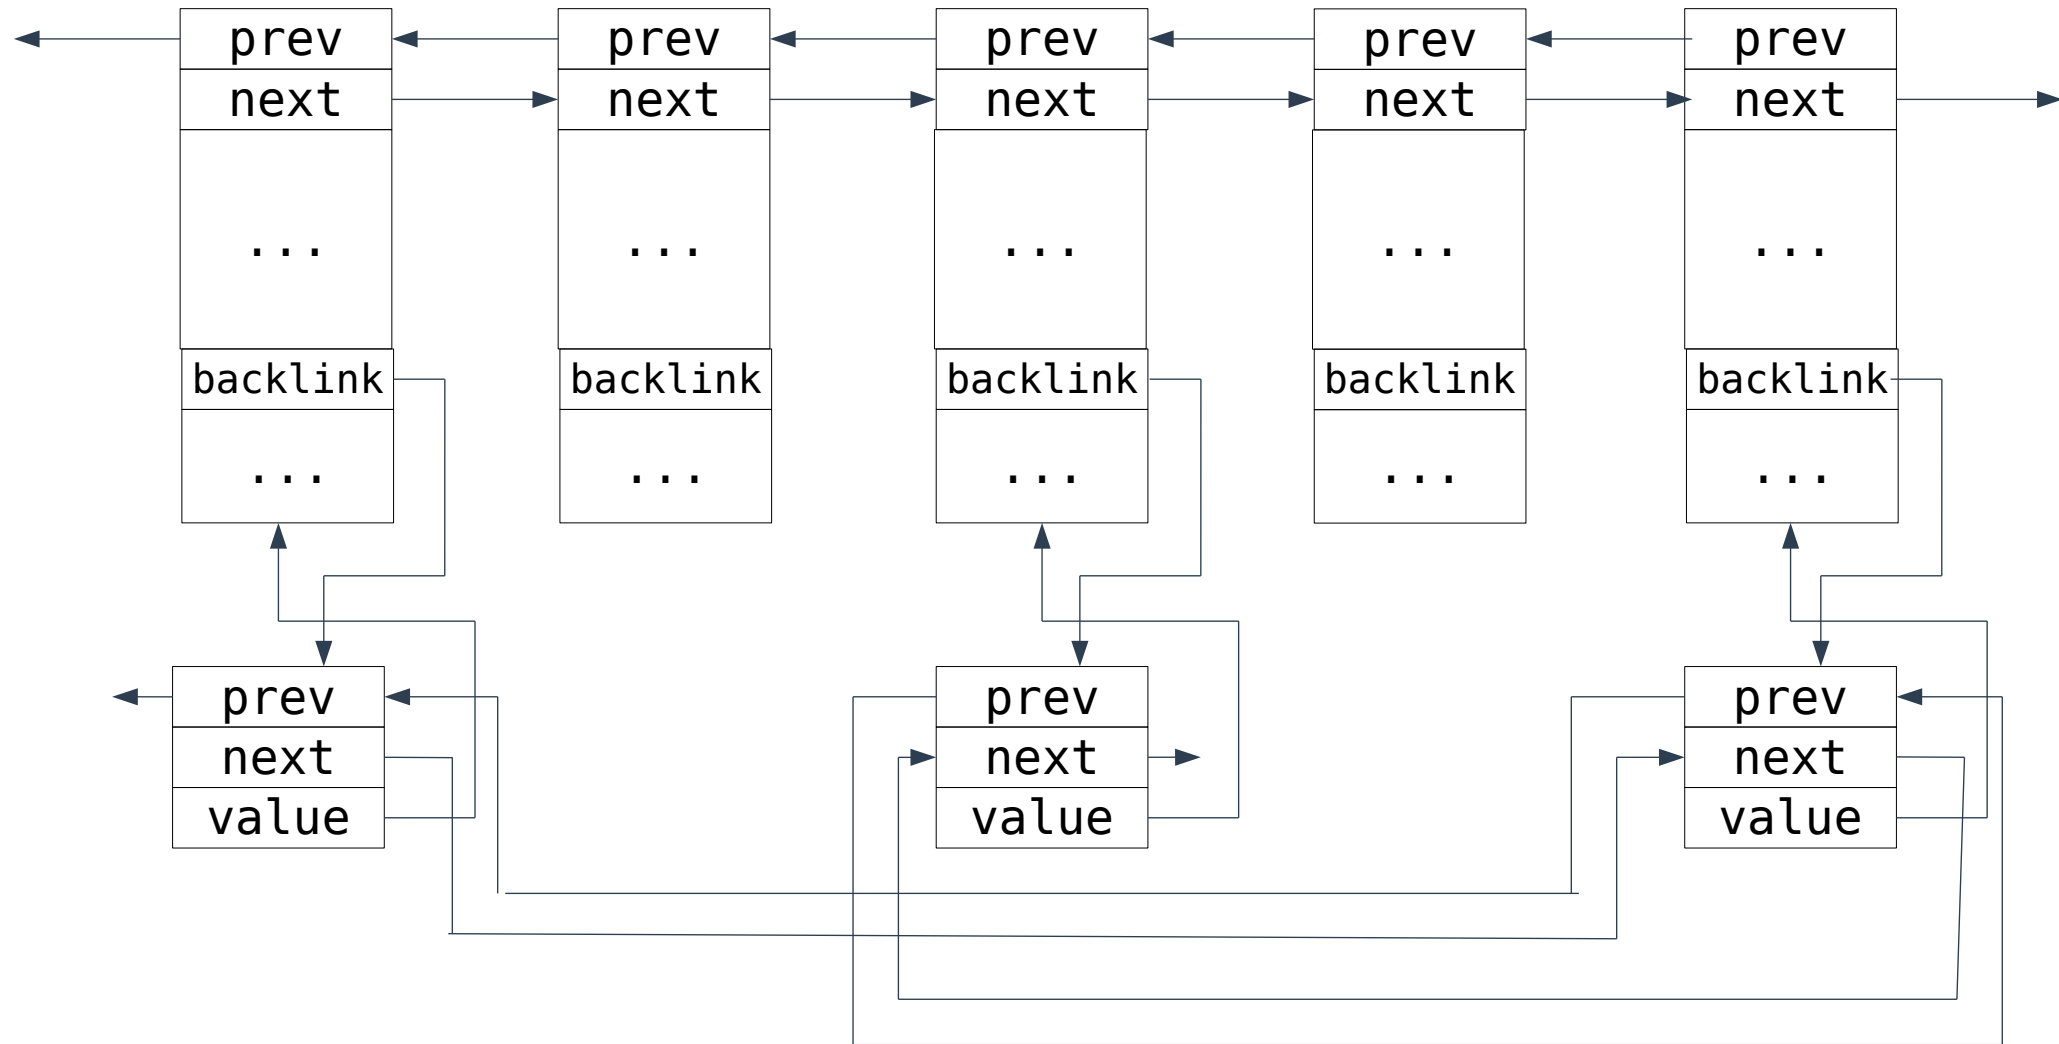 prev prev prev prev prev
next next next next next
... ... ... ... ...
backlink backlink backlink backlink backlink
... ... ... ... ...
prev prev prev
next next next
value value value